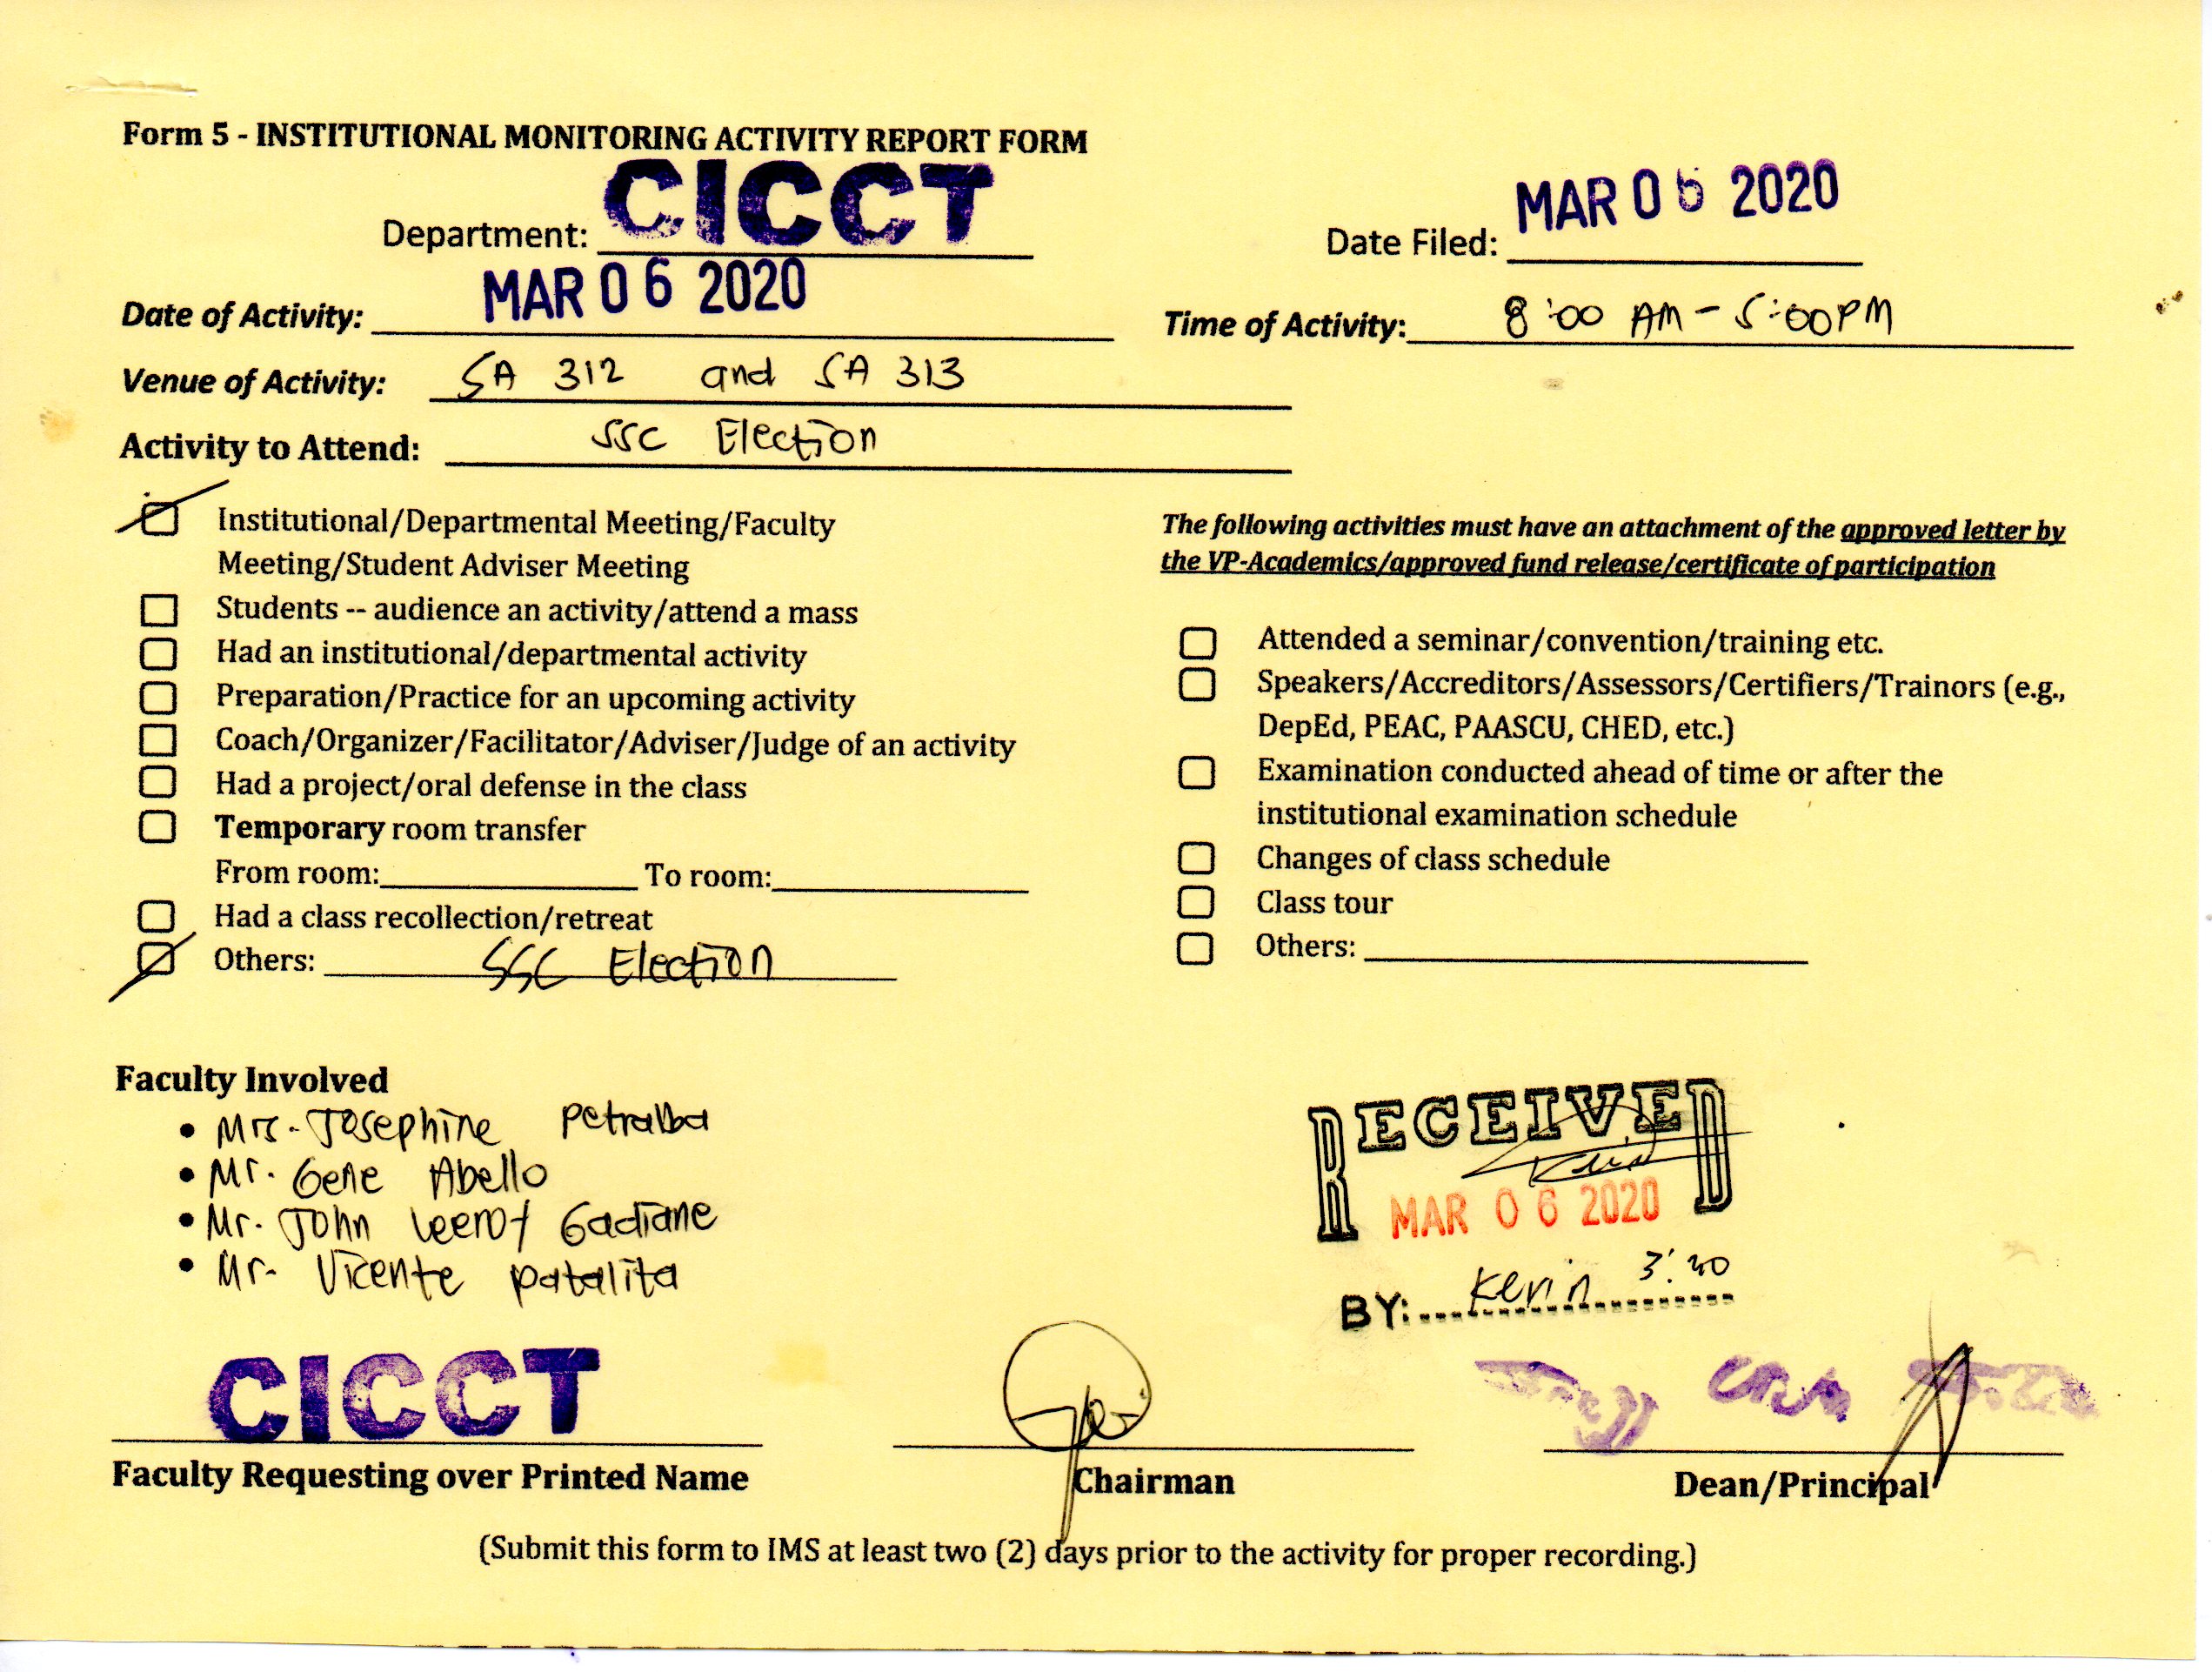 Form 5 - INSTITUTIONAL MONITORING ACTIVITY REPORT FORM
Department: CICCT
Date Filed: MAR 06 2020
Date of Activity: MAR 06 2020
Time of Activity: 8:00 AM - 5:00PM
Venue of Activity: SA 312 and SA 313
Activity to Attend: SSC Election
Institutional/Departmental Meeting/Faculty
Meeting/Student Adviser Meeting
Students -- audience an activity/attend a mass
Had an institutional/departmental activity
Preparation/Practice for an upcoming activity
Coach/Organizer/Facilitator/Adviser/Judge of an activity
Had a project/oral defense in the class
Temporary room transfer
From room: To room:
Had a class recollection/retreat
Others: SSC Election
The following activities must have an attachment of the approved letter by
the VP-Academics/approved fund release/certificate of participation
Attended a seminar/convention/training etc.
Speakers/Accreditors/Assessors/Certifiers/Trainors (e.g.,
DepEd, PEAC, PAASCU, CHED, etc.)
Examination conducted ahead of time or after the
institutional examination schedule
Changes of class schedule
Class tour
Others:
Faculty Involved
• Mrs. Josephine Petralba
• Mr. Gene Abello
• Mr. John Leeroy Gadiane
• Mr. Vicente Patalita
RECEIVED
MAR 06 2020
BY: Kevin
CICCT
Faculty Requesting over Printed Name
Chairman
Dean/Principal
(Submit this form to IMS at least two (2) days prior to the activity for proper recording.)